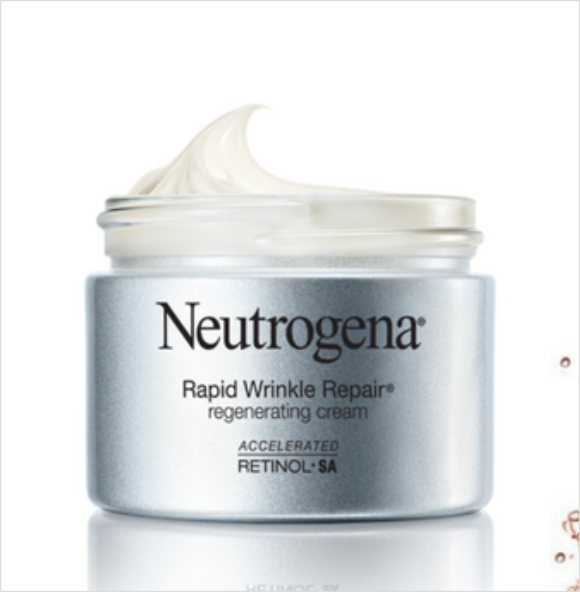 Neutrogena®
Rapid Wrinkle Repair®
regenerating cream
ACCELERATED
RETINOL• SA